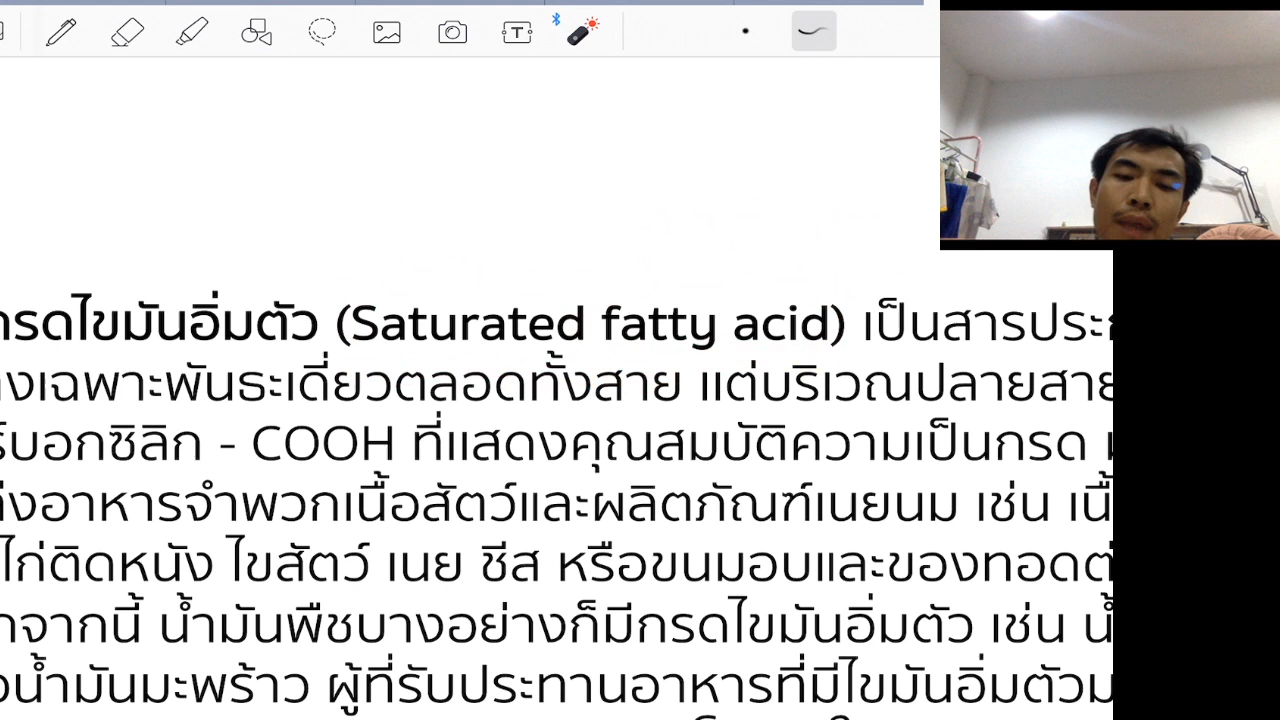 กรดไขมันอิ่มตัว (Saturated fatty acid) เป็นสารประก
งเฉพาะพันธะเดี่ยวตลอดทั้งสาย แต่บริเวณปลายสาย
ร์บอกซิลิก - COOH ที่แสดงคุณสมบัติความเป็นกรด
งอาหารจำพวกเนื้อสัตว์และผลิตภัณฑ์เนยนม เช่น เนื้
ไก่ติดหนัง ไขสัตว์ เนย ชีส หรือขนมอบและของทอดต่
กจากนี้ น้ำมันพืชบางอย่างก็มีกรดไขมันอิ่มตัว เช่น น้
น้ำมันมะพร้าว ผู้ที่รับประทานอาหารที่มีไขมันอิ่มตัวม